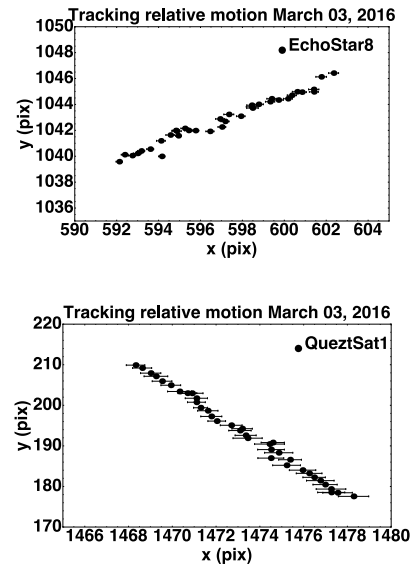 Tracking relative motion March 03, 2016
1050
EchoStar8
1048
1046
1044
1042
1040
1038
1036
y (pix)
590 592 594 596 598 600 602 604
x (pix)
Tracking relative motion March 03, 2016
220
QueztSat1
210
200
190
180
170
y (pix)
1466 1468 1470 1472 1474 1476 1478 1480
x (pix)